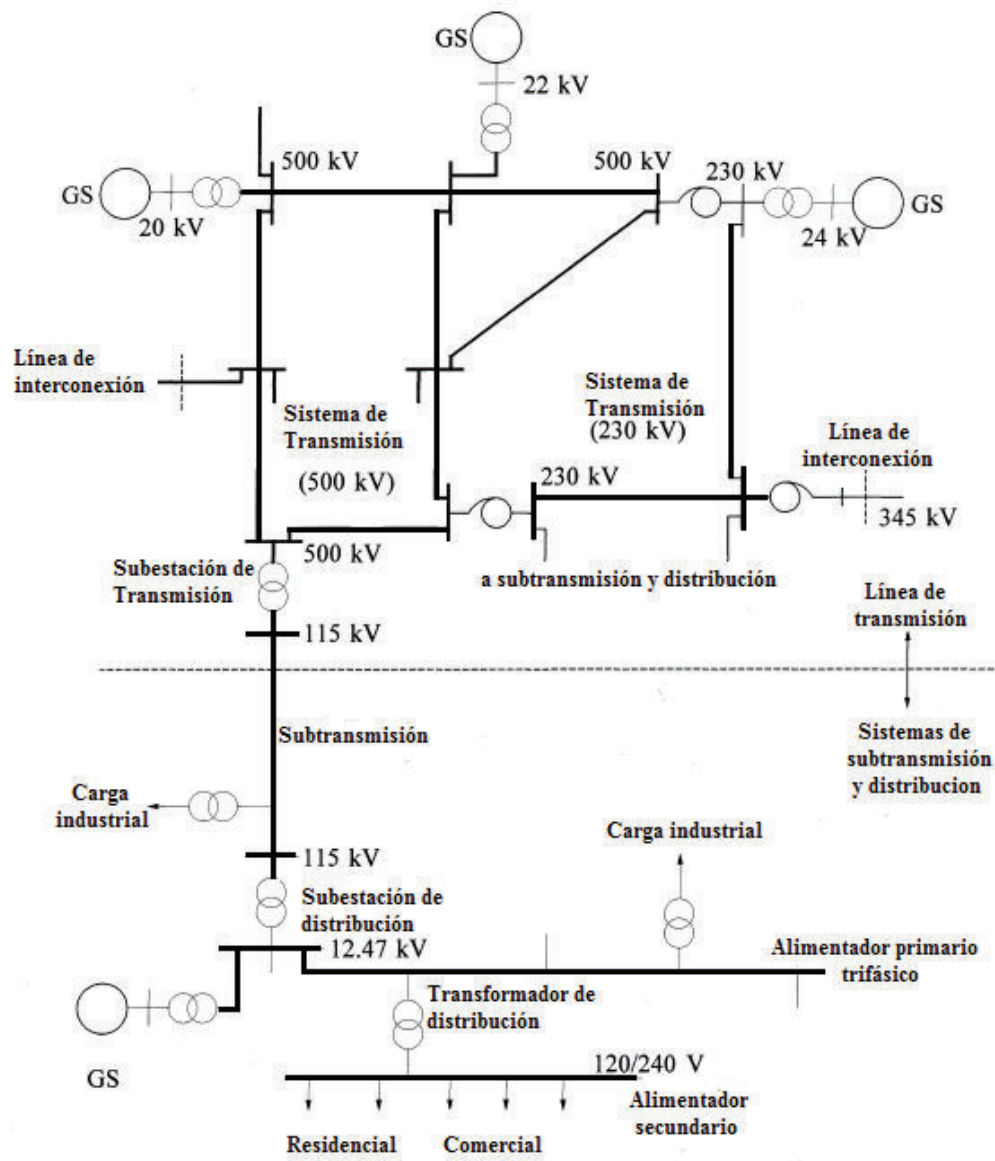 GS
22 kV
500 kV
500 kV
230 kV
GS
20 kV
24 kV
GS
Línea de
interconexión
Sistema de
Transmisión
(500 kV)
Sistema de
Transmisión
(230 kV)
Línea de
interconexión
230 kV
345 kV
500 kV
Subestación de
Transmisión
a subtransmisión y distribución
Línea de
transmisión
115 kV
Subtransmisión
Sistemas de
subtransmisión
y distribucion
Carga
industrial
Carga industrial
115 kV
Subestación de
distribución
12.47 kV
Alimentador primario
trifásico
Transformador de
distribución
GS
120/240 V
Alimentador
secundario
Residencial
Comercial